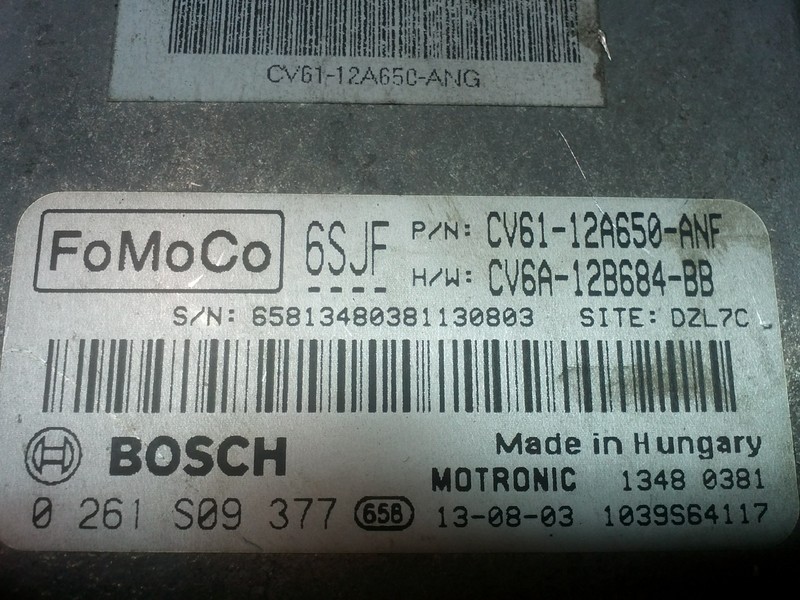 CV61-12A650-ANG
FoMoCo 6SJF P/N: CV61-12A650-ANF
H/W: CV6A-12B684-BB
S/N: 65813480381130803 SITE: DZL7C
BOSCH Made in Hungary
MOTRONIC 1348 0381
0 261 S09 377 658 13-08-03 1039S64117